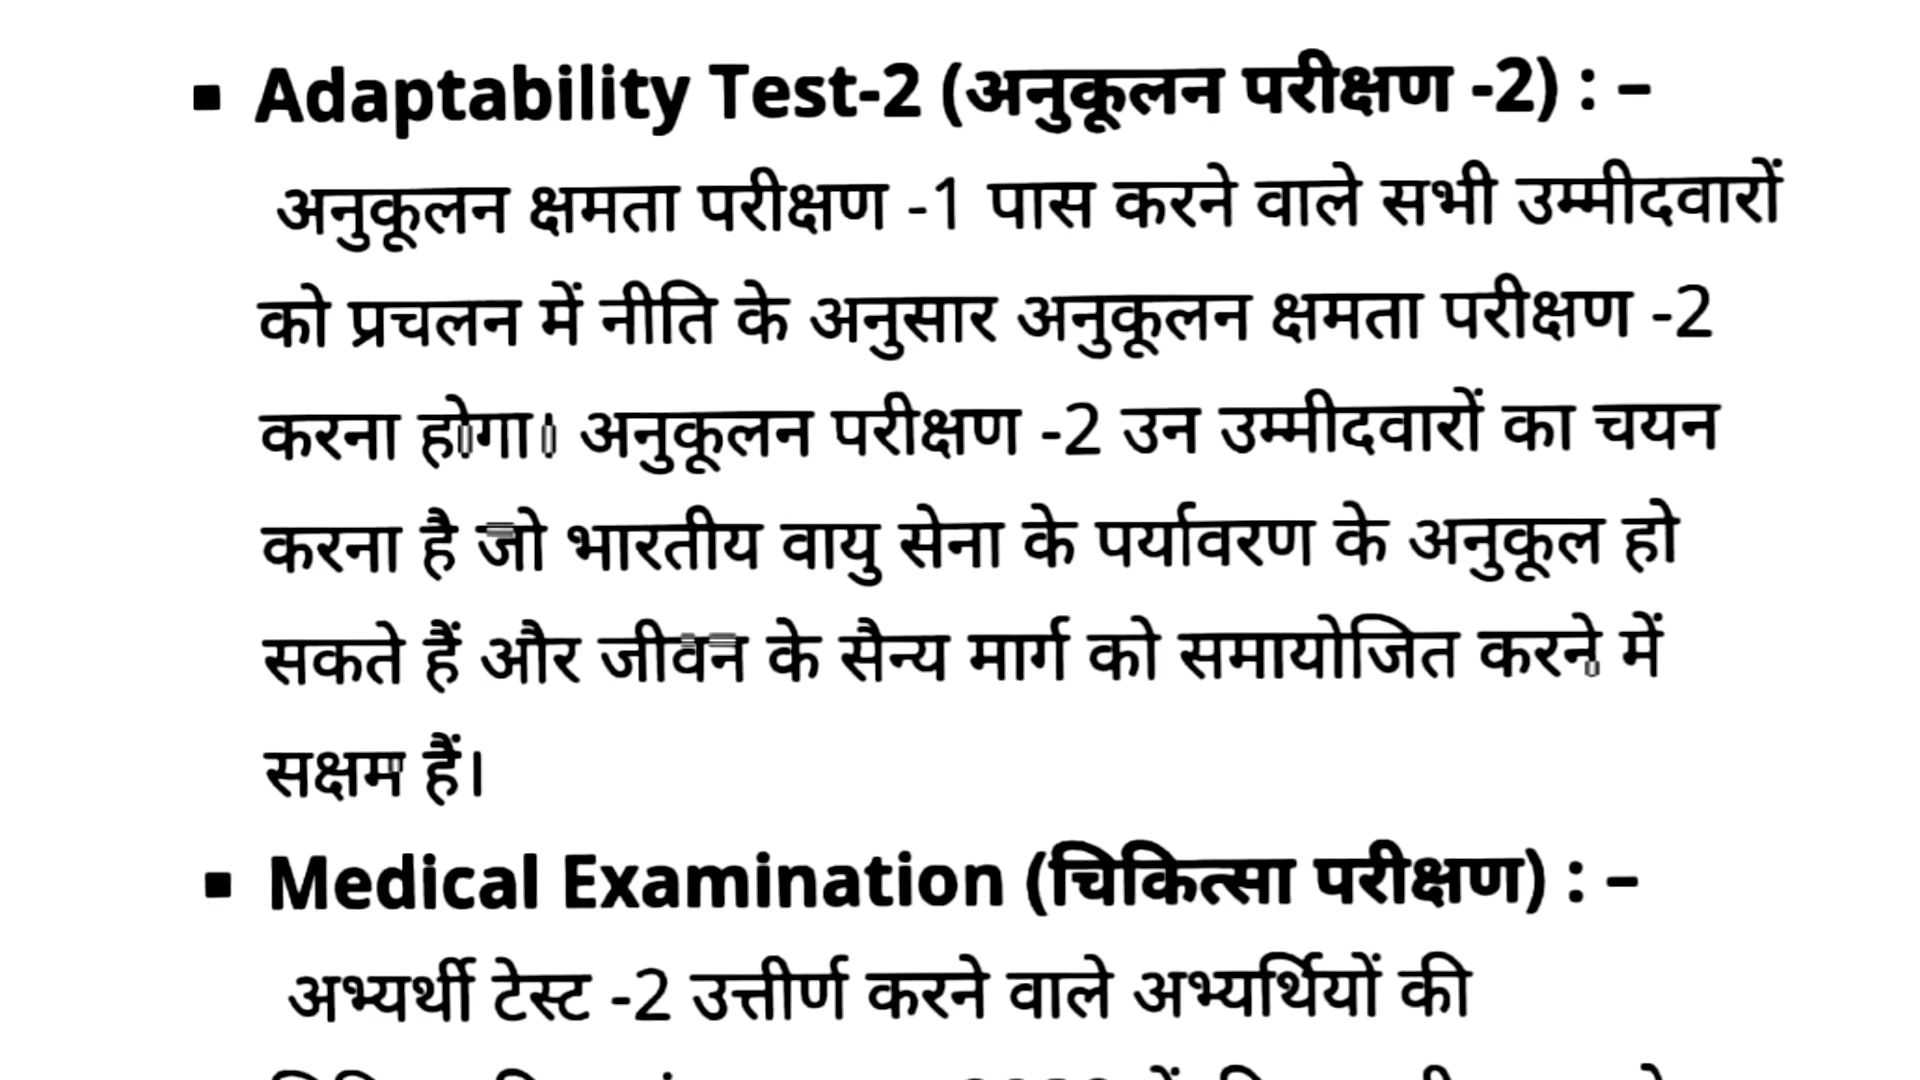 ▪ Adaptability Test-2 (अनुकूलन परीक्षण -2) : –
अनुकूलन क्षमता परीक्षण -1 पास करने वाले सभी उम्मीदवारों
को प्रचलन में नीति के अनुसार अनुकूलन क्षमता परीक्षण -2
करना होगा। अनुकूलन परीक्षण -2 उन उम्मीदवारों का चयन
करना है जो भारतीय वायु सेना के पर्यावरण के अनुकूल हो
सकते हैं और जीवन के सैन्य मार्ग को समायोजित करने में
सक्षम हैं।
▪ Medical Examination (चिकित्सा परीक्षण) : –
अभ्यर्थी टेस्ट -2 उत्तीर्ण करने वाले अभ्यर्थियों की